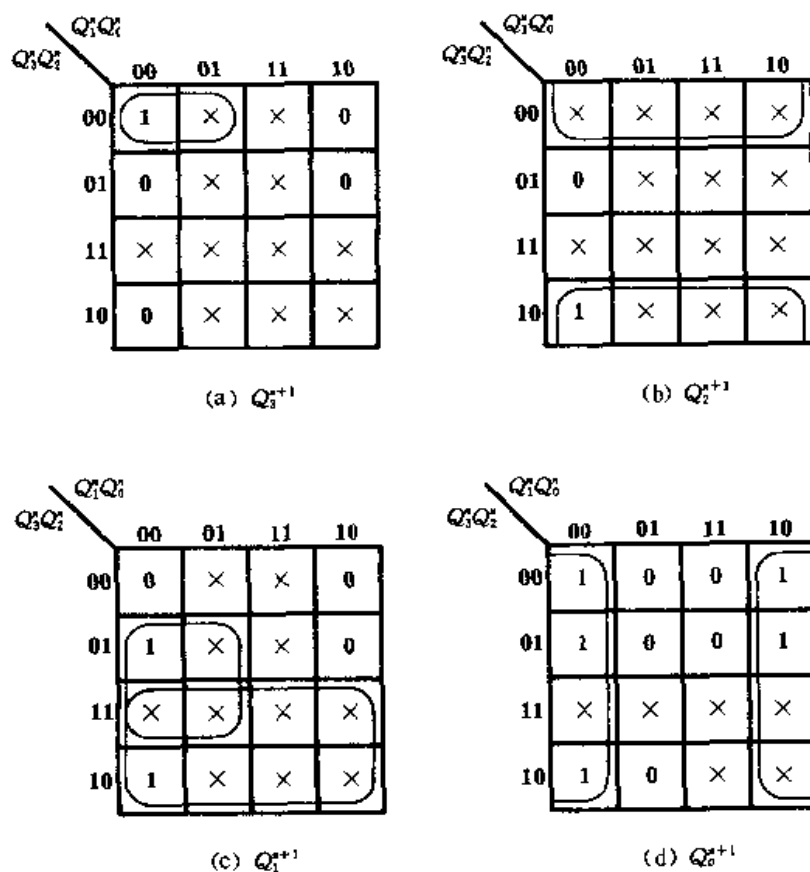 Q₁ⁿQ₀ⁿ
Q₃ⁿQ₂ⁿ
00 01 11 10
00 1 × × 0
01 0 × × 0
11 × × × ×
10 0 × × ×
(a) Q₃ⁿ⁺¹
Q₁ⁿQ₀ⁿ
Q₃ⁿQ₂ⁿ
00 01 11 10
00 × × × ×
01 0 × × ×
11 × × × ×
10 1 × × ×
(b) Q₂ⁿ⁺¹
Q₁ⁿQ₀ⁿ
Q₃ⁿQ₂ⁿ
00 01 11 10
00 0 × × 0
01 1 × × 0
11 × × × ×
10 1 × × ×
(c) Q₁ⁿ⁺¹
Q₁ⁿQ₀ⁿ
Q₃ⁿQ₂ⁿ
00 01 11 10
00 1 0 0 1
01 1 0 0 1
11 × × × ×
10 1 0 × ×
(d) Q₀ⁿ⁺¹